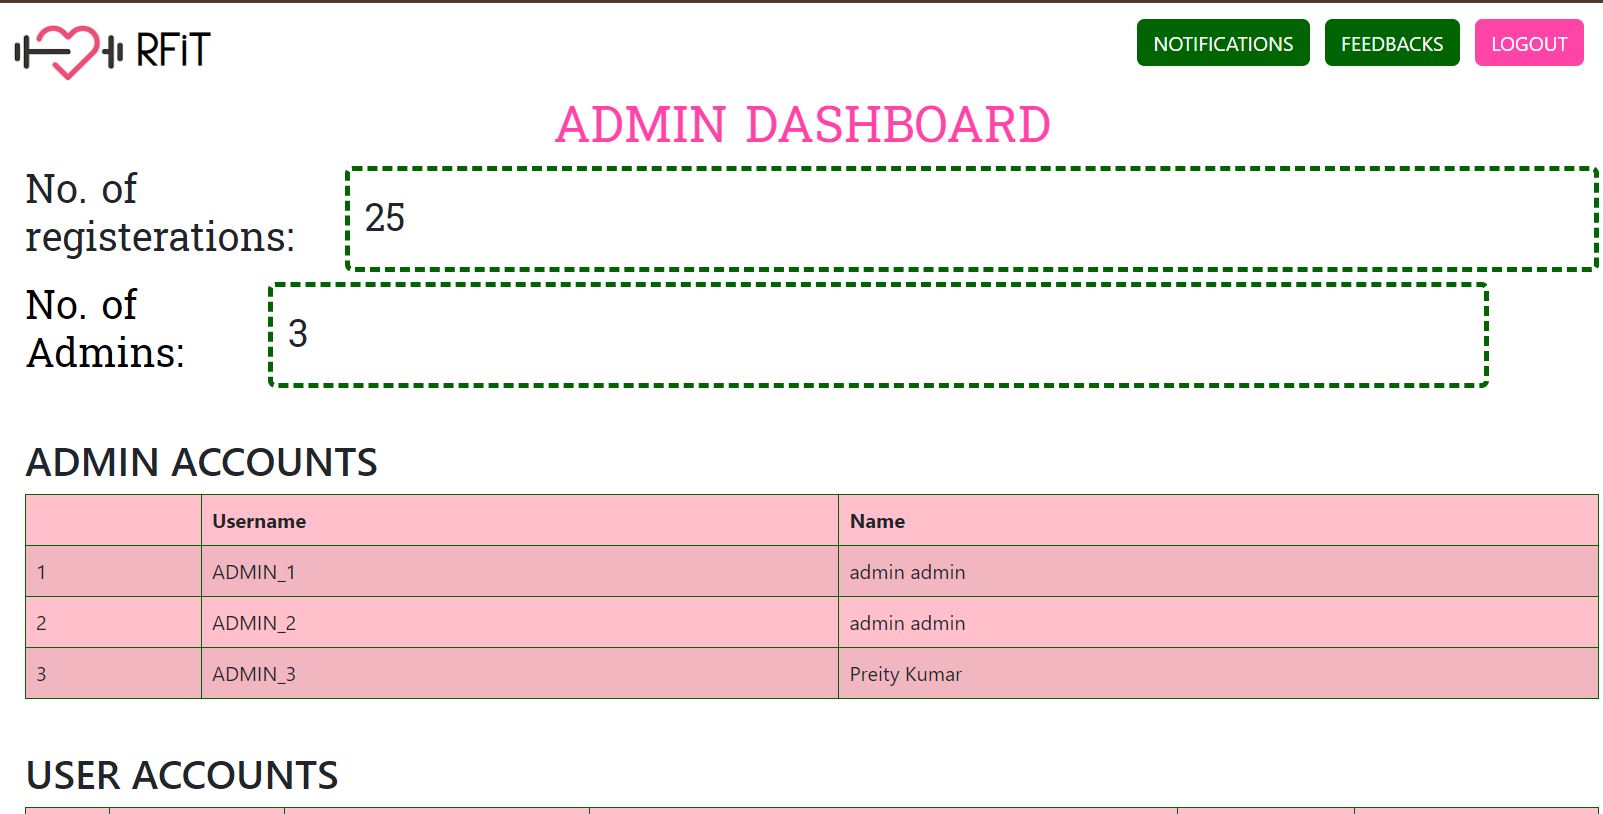 RFiT
NOTIFICATIONS
FEEDBACKS
LOGOUT
ADMIN DASHBOARD
No. of
registerations:
25
No. of
Admins:
3
ADMIN ACCOUNTS
Username Name
1 ADMIN_1 admin admin
2 ADMIN_2 admin admin
3 ADMIN_3 Preity Kumar
USER ACCOUNTS